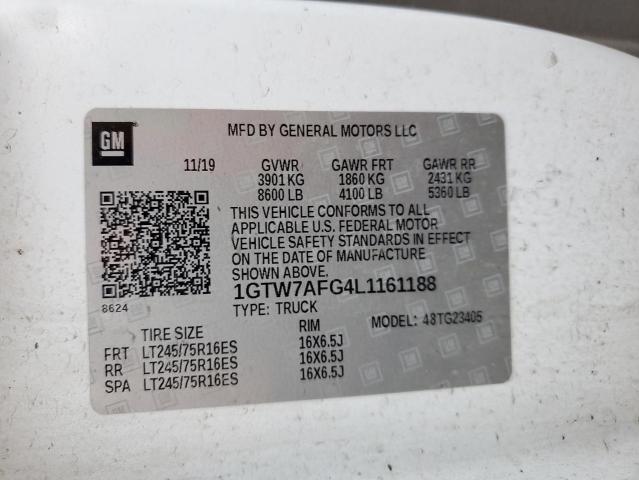 GM
MFD BY GENERAL MOTORS LLC
11/19 GVWR GAWR FRT GAWR RR
3901 KG 1860 KG 2431 KG
8600 LB 4100 LB 5360 LB
THIS VEHICLE CONFORMS TO ALL
APPLICABLE U.S. FEDERAL MOTOR
VEHICLE SAFETY STANDARDS IN EFFECT
ON THE DATE OF MANUFACTURE
SHOWN ABOVE.
1GTW7AFG4L1161188
8624
TYPE: TRUCK MODEL: 48TG23405
TIRE SIZE RIM
FRT LT245/75R16ES 16X6.5J
RR LT245/75R16ES 16X6.5J
SPA LT245/75R16ES 16X6.5J